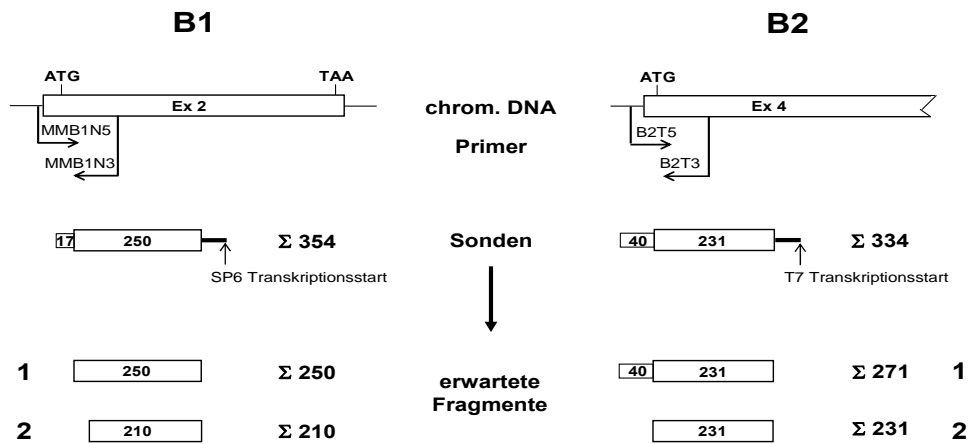 B1 B2
ATG TAA ATG
Ex 2 chrom. DNA Ex 4
MMB1N5 Primer B2T5
MMB1N3 B2T3
17 250 Σ 354 Sonden 40 231 Σ 334
SP6 Transkriptionsstart T7 Transkriptionsstart
1 250 Σ 250 erwartete 40 231 Σ 271 1
Fragmente
2 210 Σ 210 231 Σ 231 2